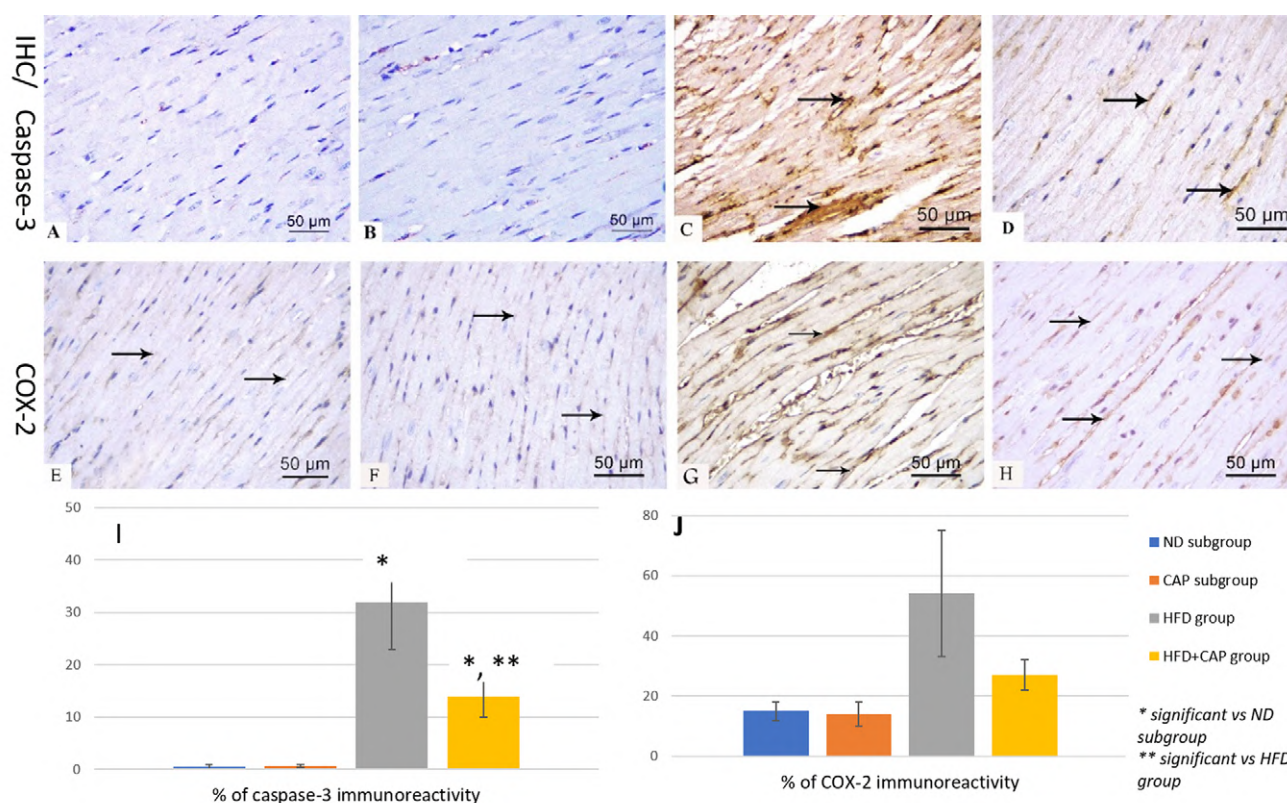 IHC/ Caspase-3
A 50 µm
B 50 µm
C 50 µm
D 50 µm
COX-2
E 50 µm
F 50 µm
G 50 µm
H 50 µm
I
50
40
30
20
10
0
*
*, **
% of caspase-3 immunoreactivity
J
80
60
40
20
0
% of COX-2 immunoreactivity
ND subgroup
CAP subgroup
HFD group
HFD+CAP group
* significant vs ND
subgroup
** significant vs HFD
group